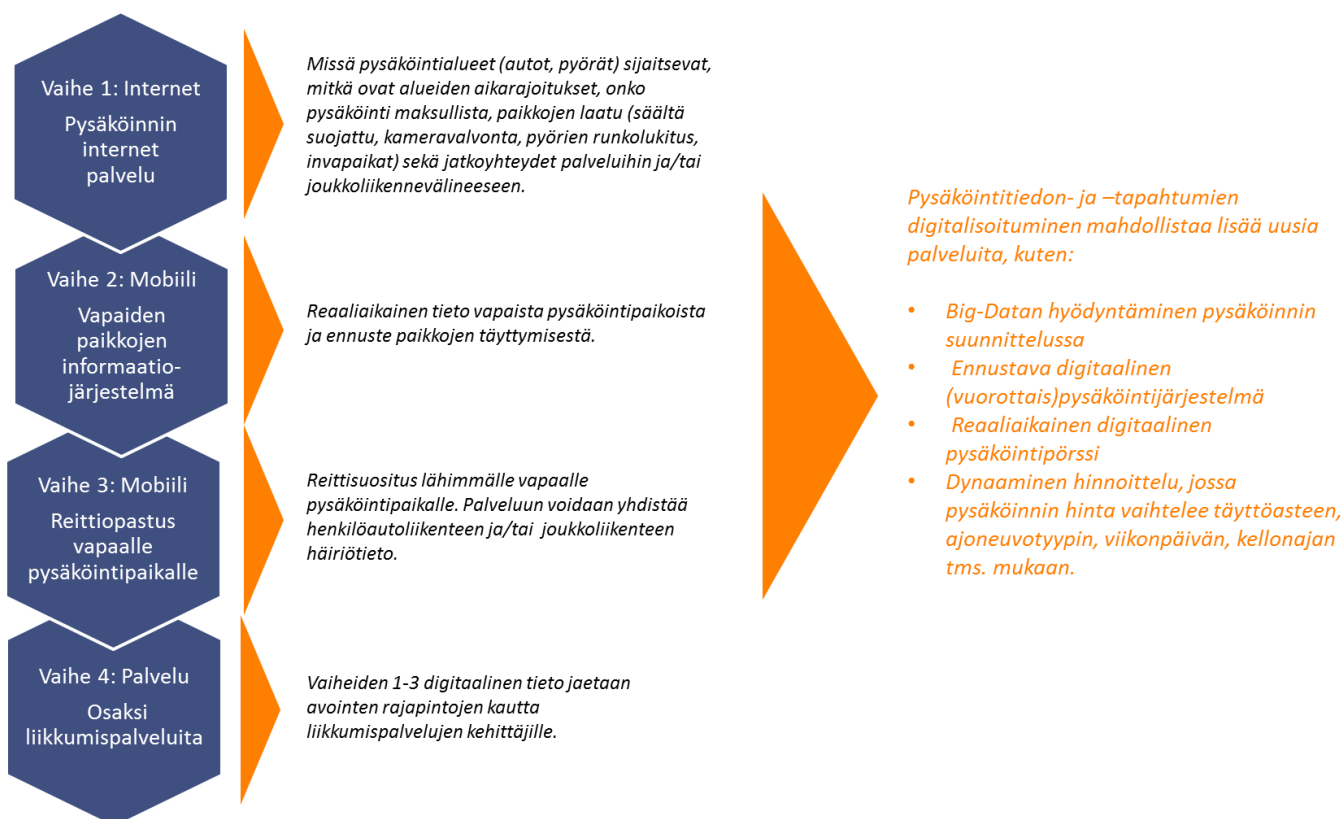 Vaihe 1: Internet
Pysäköinnin
internet
palvelu
Missä pysäköintialueet (autot, pyörät) sijaitsevat,
mitkä ovat alueiden aikarajoitukset, onko
pysäköinti maksullista, paikkojen laatu (säältä
suojattu, kameravalvonta, pyörien runkolukitus,
invapaikat) sekä jatkoyhteydet palveluihin ja/tai
joukkoliikennevälineeseen.
Vaihe 2: Mobiili
Vapaiden
paikkojen
informaatio-
järjestelmä
Reaaliaikainen tieto vapaista pysäköintipaikoista
ja ennuste paikkojen täyttymisestä.
Vaihe 3: Mobiili
Reittiopastus
vapaalle
pysäköintipaikalle
Reittisuositus lähimmälle vapaalle
pysäköintipaikalle. Palveluun voidaan yhdistää
henkilöautoliikenteen ja/tai joukkoliikenteen
häiriötieto.
Vaihe 4: Palvelu
Osaksi
liikkumispalveluita
Vaiheiden 1-3 digitaalinen tieto jaetaan
avointen rajapintojen kautta
liikkumispalvelujen kehittäjille.
Pysäköintitiedon- ja –tapahtumien
digitalisoituminen mahdollistaa lisää uusia
palveluita, kuten:
• Big-Datan hyödyntäminen pysäköinnin
suunnittelussa
• Ennustava digitaalinen
(vuorottais)pysäköintijärjestelmä
• Reaaliaikainen digitaalinen
pysäköintipörssi
• Dynaaminen hinnoittelu, jossa
pysäköinnin hinta vaihtelee täyttöasteen,
ajoneuvotyypin, viikonpäivän, kellonajan
tms. mukaan.